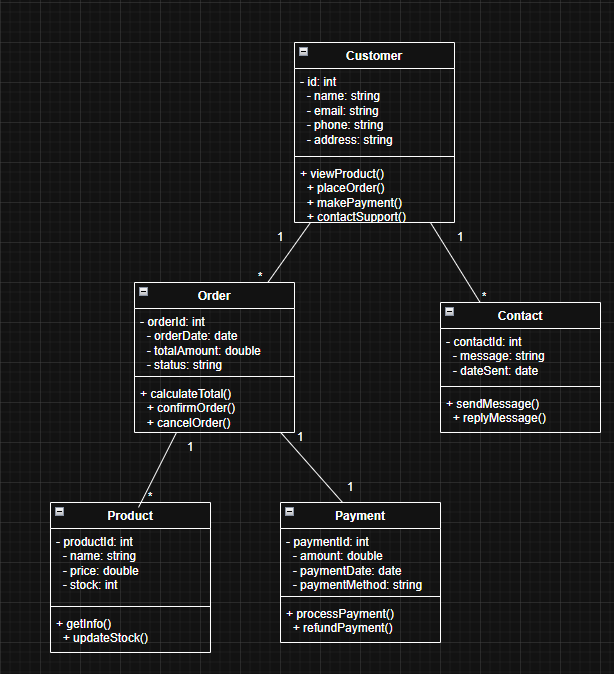 Customer
- id: int
- name: string
- email: string
- phone: string
- address: string
+ viewProduct()
+ placeOrder()
+ makePayment()
+ contactSupport()
1
1
*
*
Order
- orderId: int
- orderDate: date
- totalAmount: double
- status: string
+ calculateTotal()
+ confirmOrder()
+ cancelOrder()
Contact
- contactId: int
- message: string
- dateSent: date
+ sendMessage()
+ replyMessage()
1
1
*
1
Product
- productId: int
- name: string
- price: double
- stock: int
+ getInfo()
+ updateStock()
Payment
- paymentId: int
- amount: double
- paymentDate: date
- paymentMethod: string
+ processPayment()
+ refundPayment()